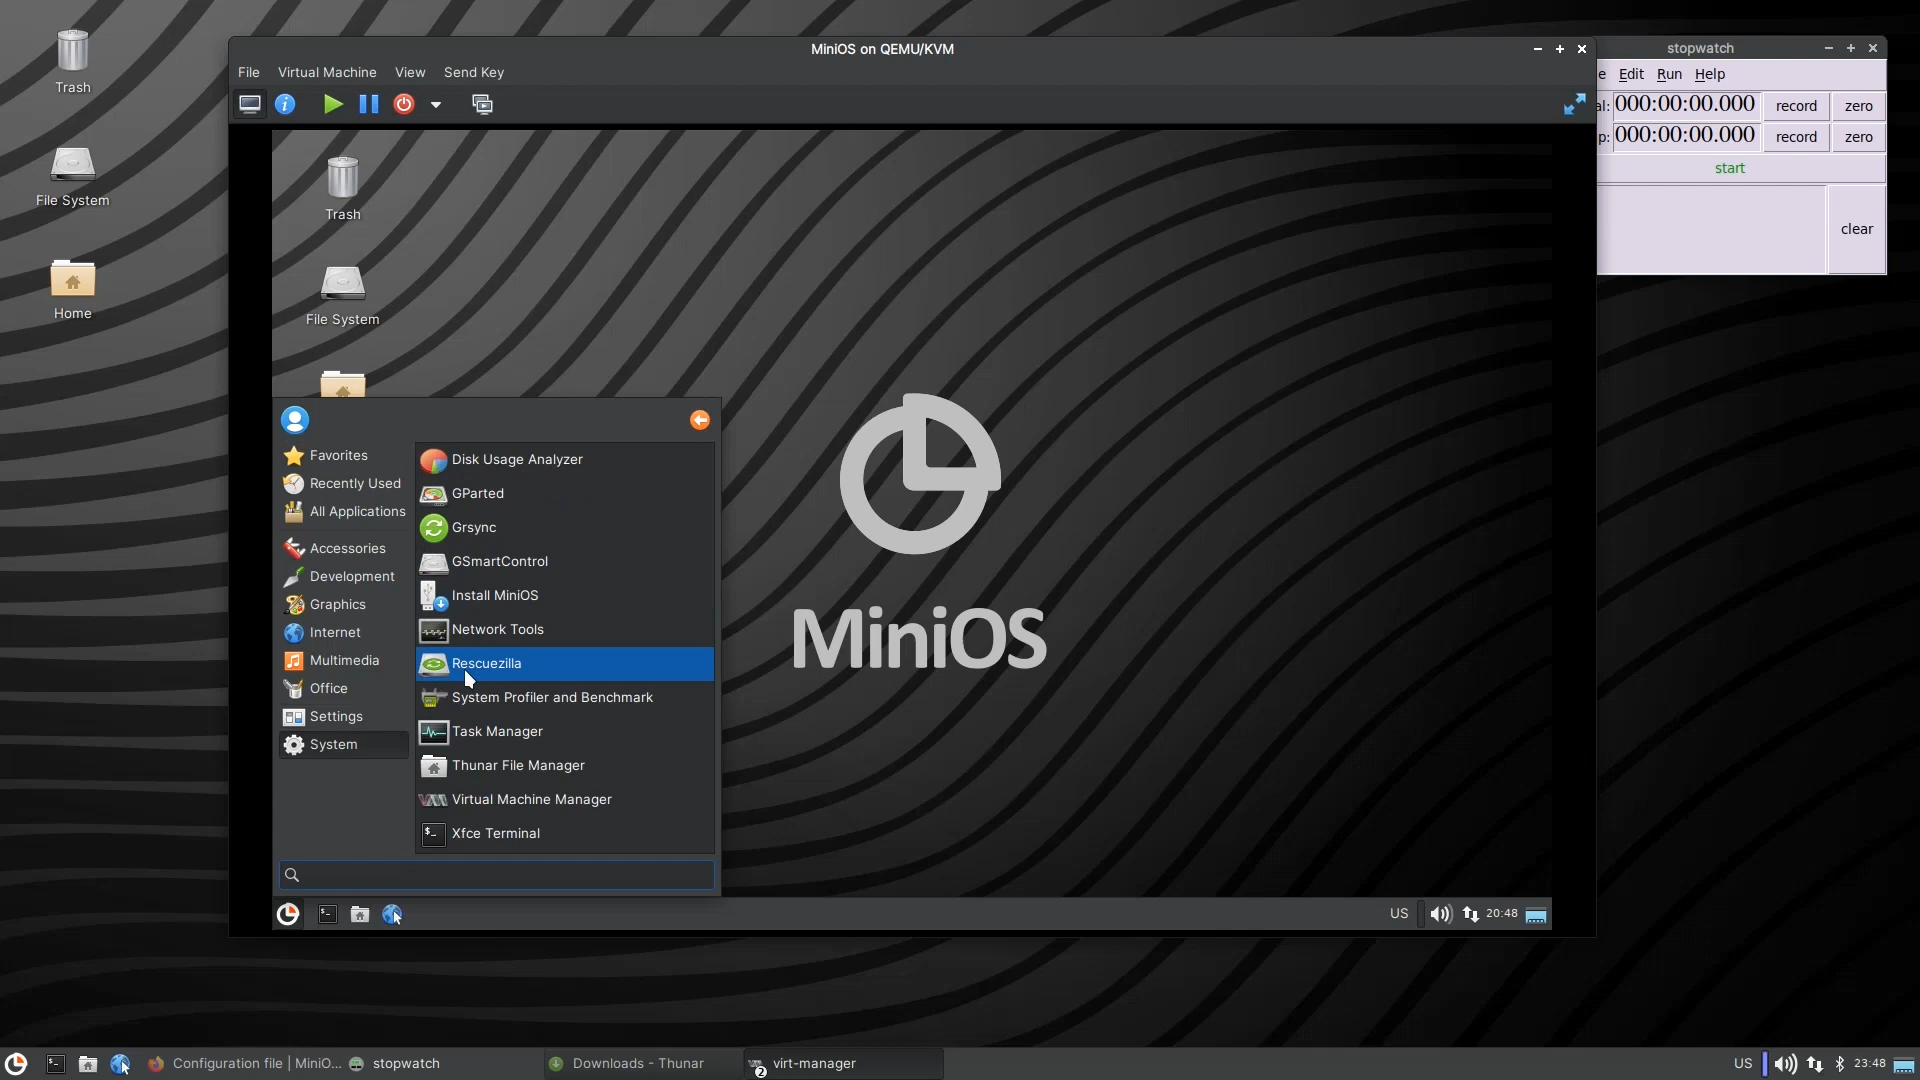 Trash
File System
Home
MiniOS on QEMU/KVM
File Virtual Machine View Send Key
stopwatch
e Edit Run Help
al: 000:00:00.000 record zero
p: 000:00:00.000 record zero
start
clear
Trash
File System
Favorites
Recently Used
All Applications
Accessories
Development
Graphics
Internet
Multimedia
Office
Settings
System
Disk Usage Analyzer
GParted
Grsync
GSmartControl
Install MiniOS
Network Tools
Rescuezilla
System Profiler and Benchmark
Task Manager
Thunar File Manager
Virtual Machine Manager
Xfce Terminal
MiniOS
US 20:48
Configuration file | MiniO... stopwatch Downloads - Thunar 2 virt-manager US 23:48